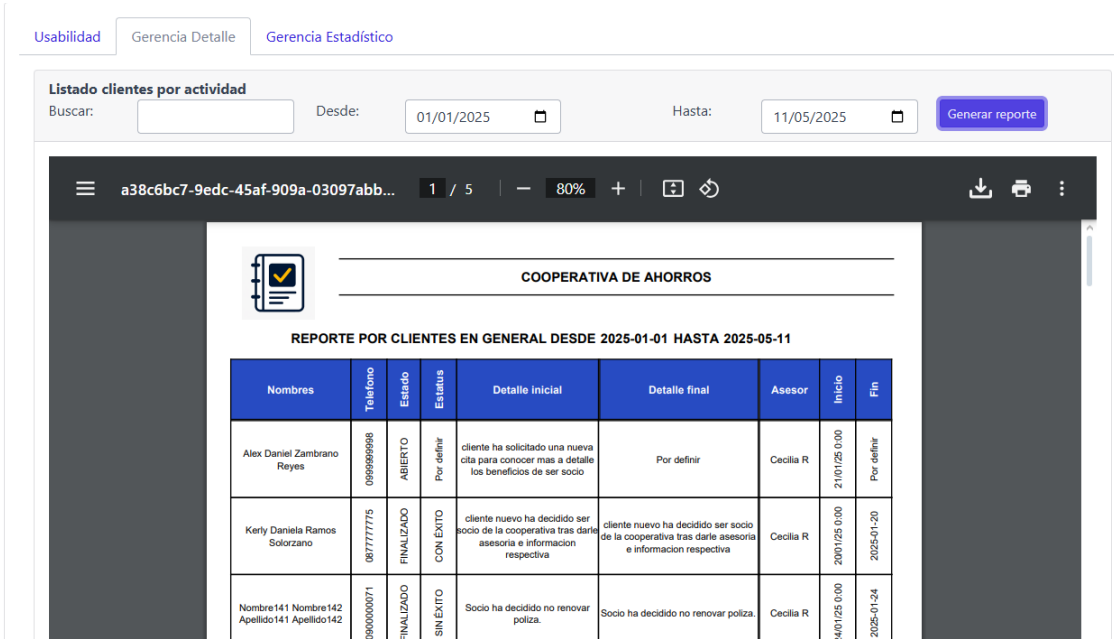 Usabilidad
Gerencia Detalle
Gerencia Estadístico
Listado clientes por actividad
Buscar:
Desde:
01/01/2025
Hasta:
11/05/2025
Generar reporte
a38c6bc7-9edc-45af-909a-03097abb...
1 / 5
80%
COOPERATIVA DE AHORROS
REPORTE POR CLIENTES EN GENERAL DESDE 2025-01-01 HASTA 2025-05-11
Nombres
Telefono
Estado
Estatus
Detalle inicial
Detalle final
Asesor
Inicio
Fin
Alex Daniel Zambrano
Reyes
0999999998
ABIERTO
Por definir
cliente ha solicitado una nueva
cita para conocer mas a detalle
los beneficios de ser socio
Por definir
Cecilia R
21/01/25 0:00
Por definir
Kerly Daniela Ramos
Solorzano
0877777775
FINALIZADO
CON ÉXITO
cliente nuevo ha decidido ser
socio de la cooperativa tras darle
asesoria e informacion
respectiva
cliente nuevo ha decidido ser socio
de la cooperativa tras darle asesoria
e informacion respectiva
Cecilia R
20/01/25 0:00
2025-01-20
Nombre141 Nombre142
Apellido141 Apellido142
0900000071
FINALIZADO
SIN ÉXITO
Socio ha decidido no renovar
poliza.
Socio ha decidido no renovar poliza.
Cecilia R
24/01/25 0:00
2025-01-24